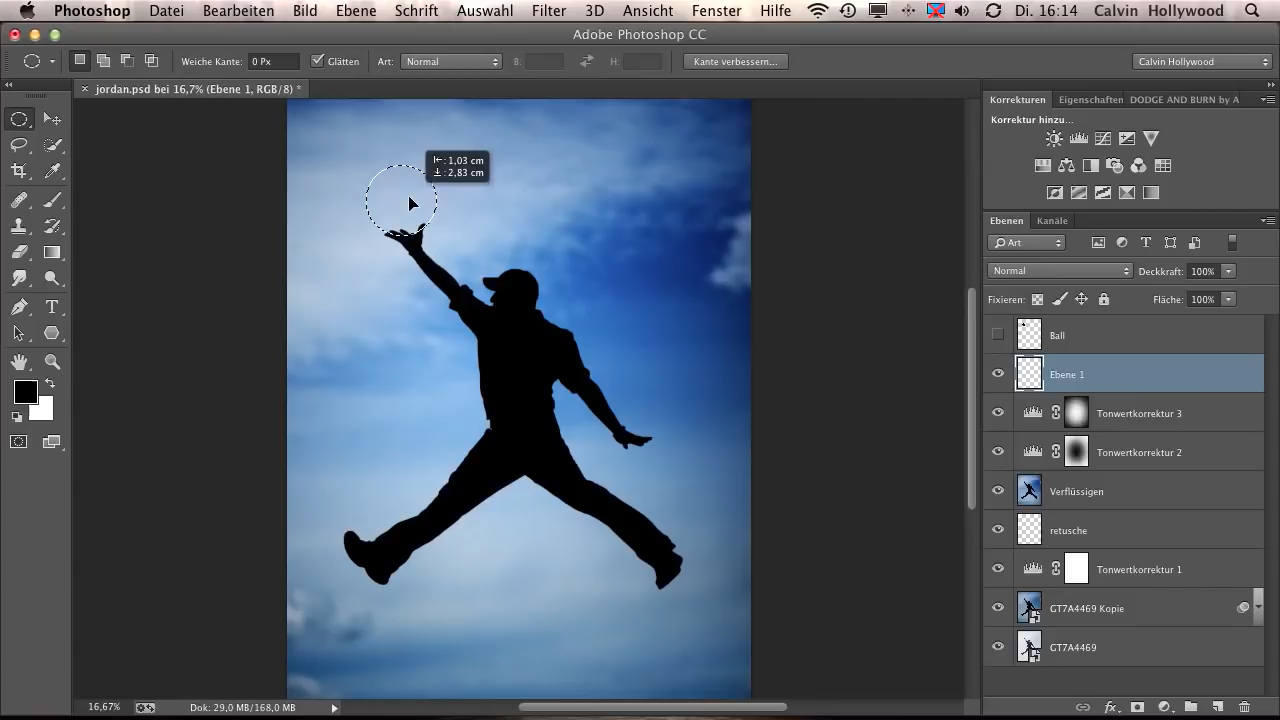 Photoshop Datei Bearbeiten Bild Ebene Schrift Auswahl Filter 3D Ansicht Fenster Hilfe Di. 16:14 Calvin Hollywood
Adobe Photoshop CC
Weiche Kante: 0 Px Glätten Art: Normal B: H: Kante verbessern... Calvin Hollywood
× jordan.psd bei 16,7% (Ebene 1, RGB/8) *
Korrekturen Eigenschaften DODGE AND BURN by A
Korrektur hinzu...
: 1,03 cm
: 2,83 cm
Ebenen Kanäle
Art
Normal Deckkraft: 100%
Fixieren: Fläche: 100%
Ball
Ebene 1
Tonwertkorrektur 3
Tonwertkorrektur 2
Verflüssigen
retusche
Tonwertkorrektur 1
GT7A4469 Kopie
GT7A4469
16,67% Dok: 29,0 MB/168,0 MB
fx